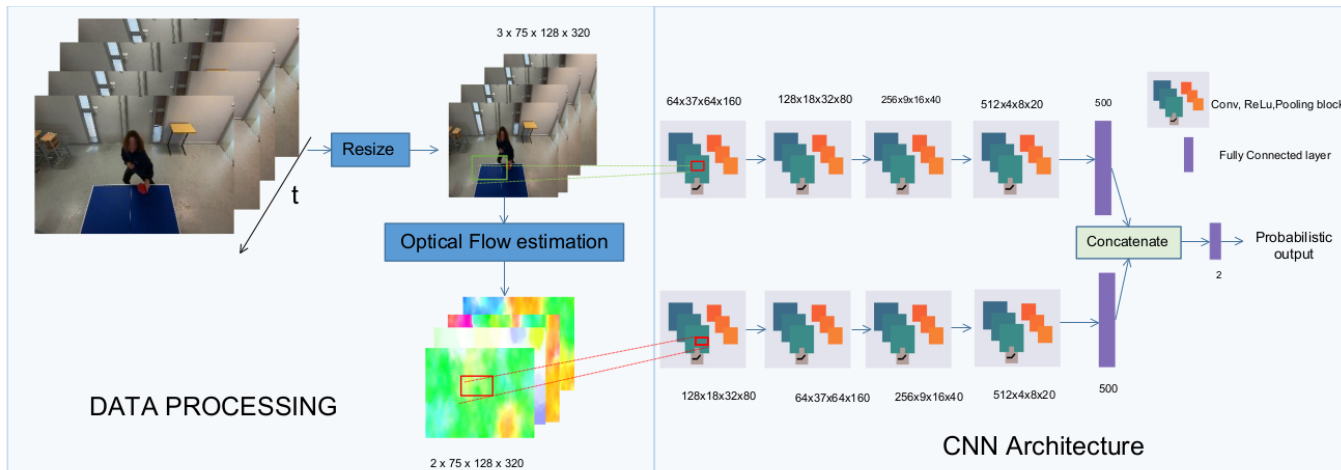 3 x 75 x 128 x 320
Resize
t
Optical Flow estimation
DATA PROCESSING
2 x 75 x 128 x 320
64x37x64x160
128x18x32x80
256x9x16x40
512x4x8x20
500
Conv, ReLu,Pooling block
Fully Connected layer
Concatenate
2
Probabilistic
output
128x18x32x80
64x37x64x160
256x9x16x40
512x4x8x20
500
CNN Architecture